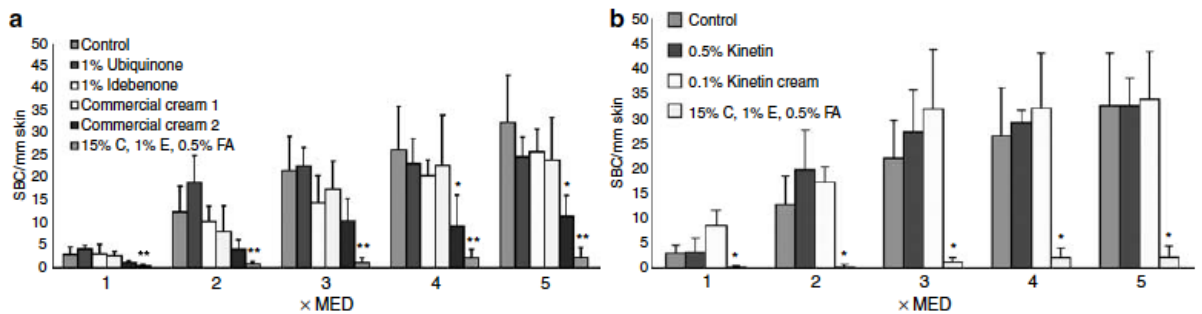 a
50
45
40
35
30
25
20
15
10
5
0
SBC/mm skin
Control
1% Ubiquinone
1% Idebenone
Commercial cream 1
Commercial cream 2
15% C, 1% E, 0.5% FA
**
**
**
*
**
*
**
1
2
3
4
5
× MED
b
50
45
40
35
30
25
20
15
10
5
0
SBC/mm skin
Control
0.5% Kinetin
0.1% Kinetin cream
15% C, 1% E, 0.5% FA
*
*
*
*
*
1
2
3
4
5
× MED